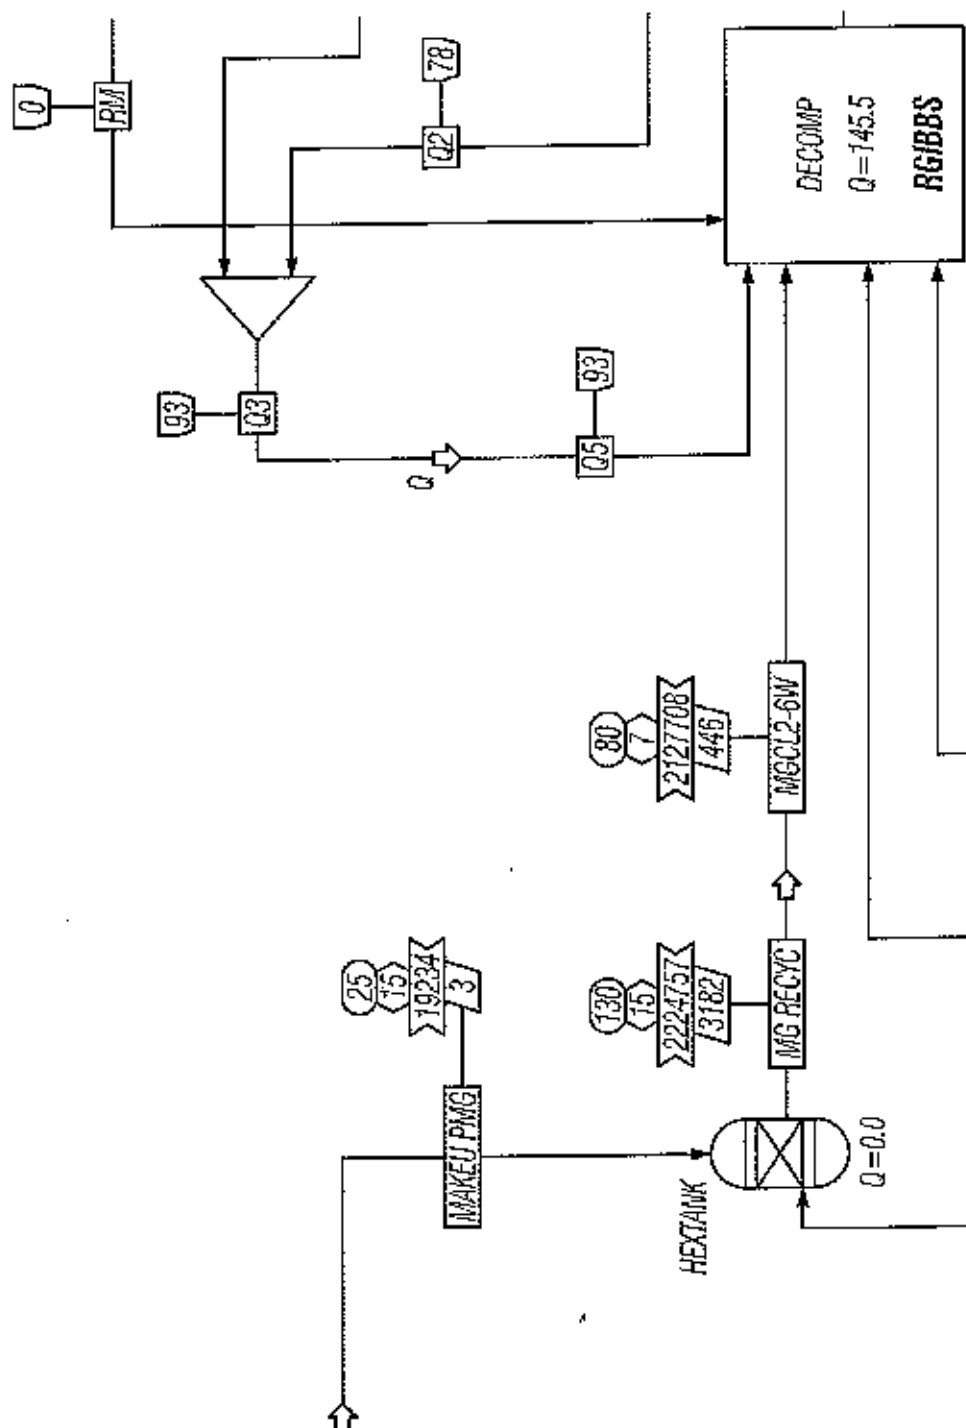 0
RM
78
Q2
DECOMP
Q=145.5
RGIBBS
93
Q3
93
Q5
Q
80
7
2127708
446
MGCL2-6W
25
15
19234
3
MAKEU PMG
130
15
2224757
3182
MG RECYC
HEXTANK
Q=0.0